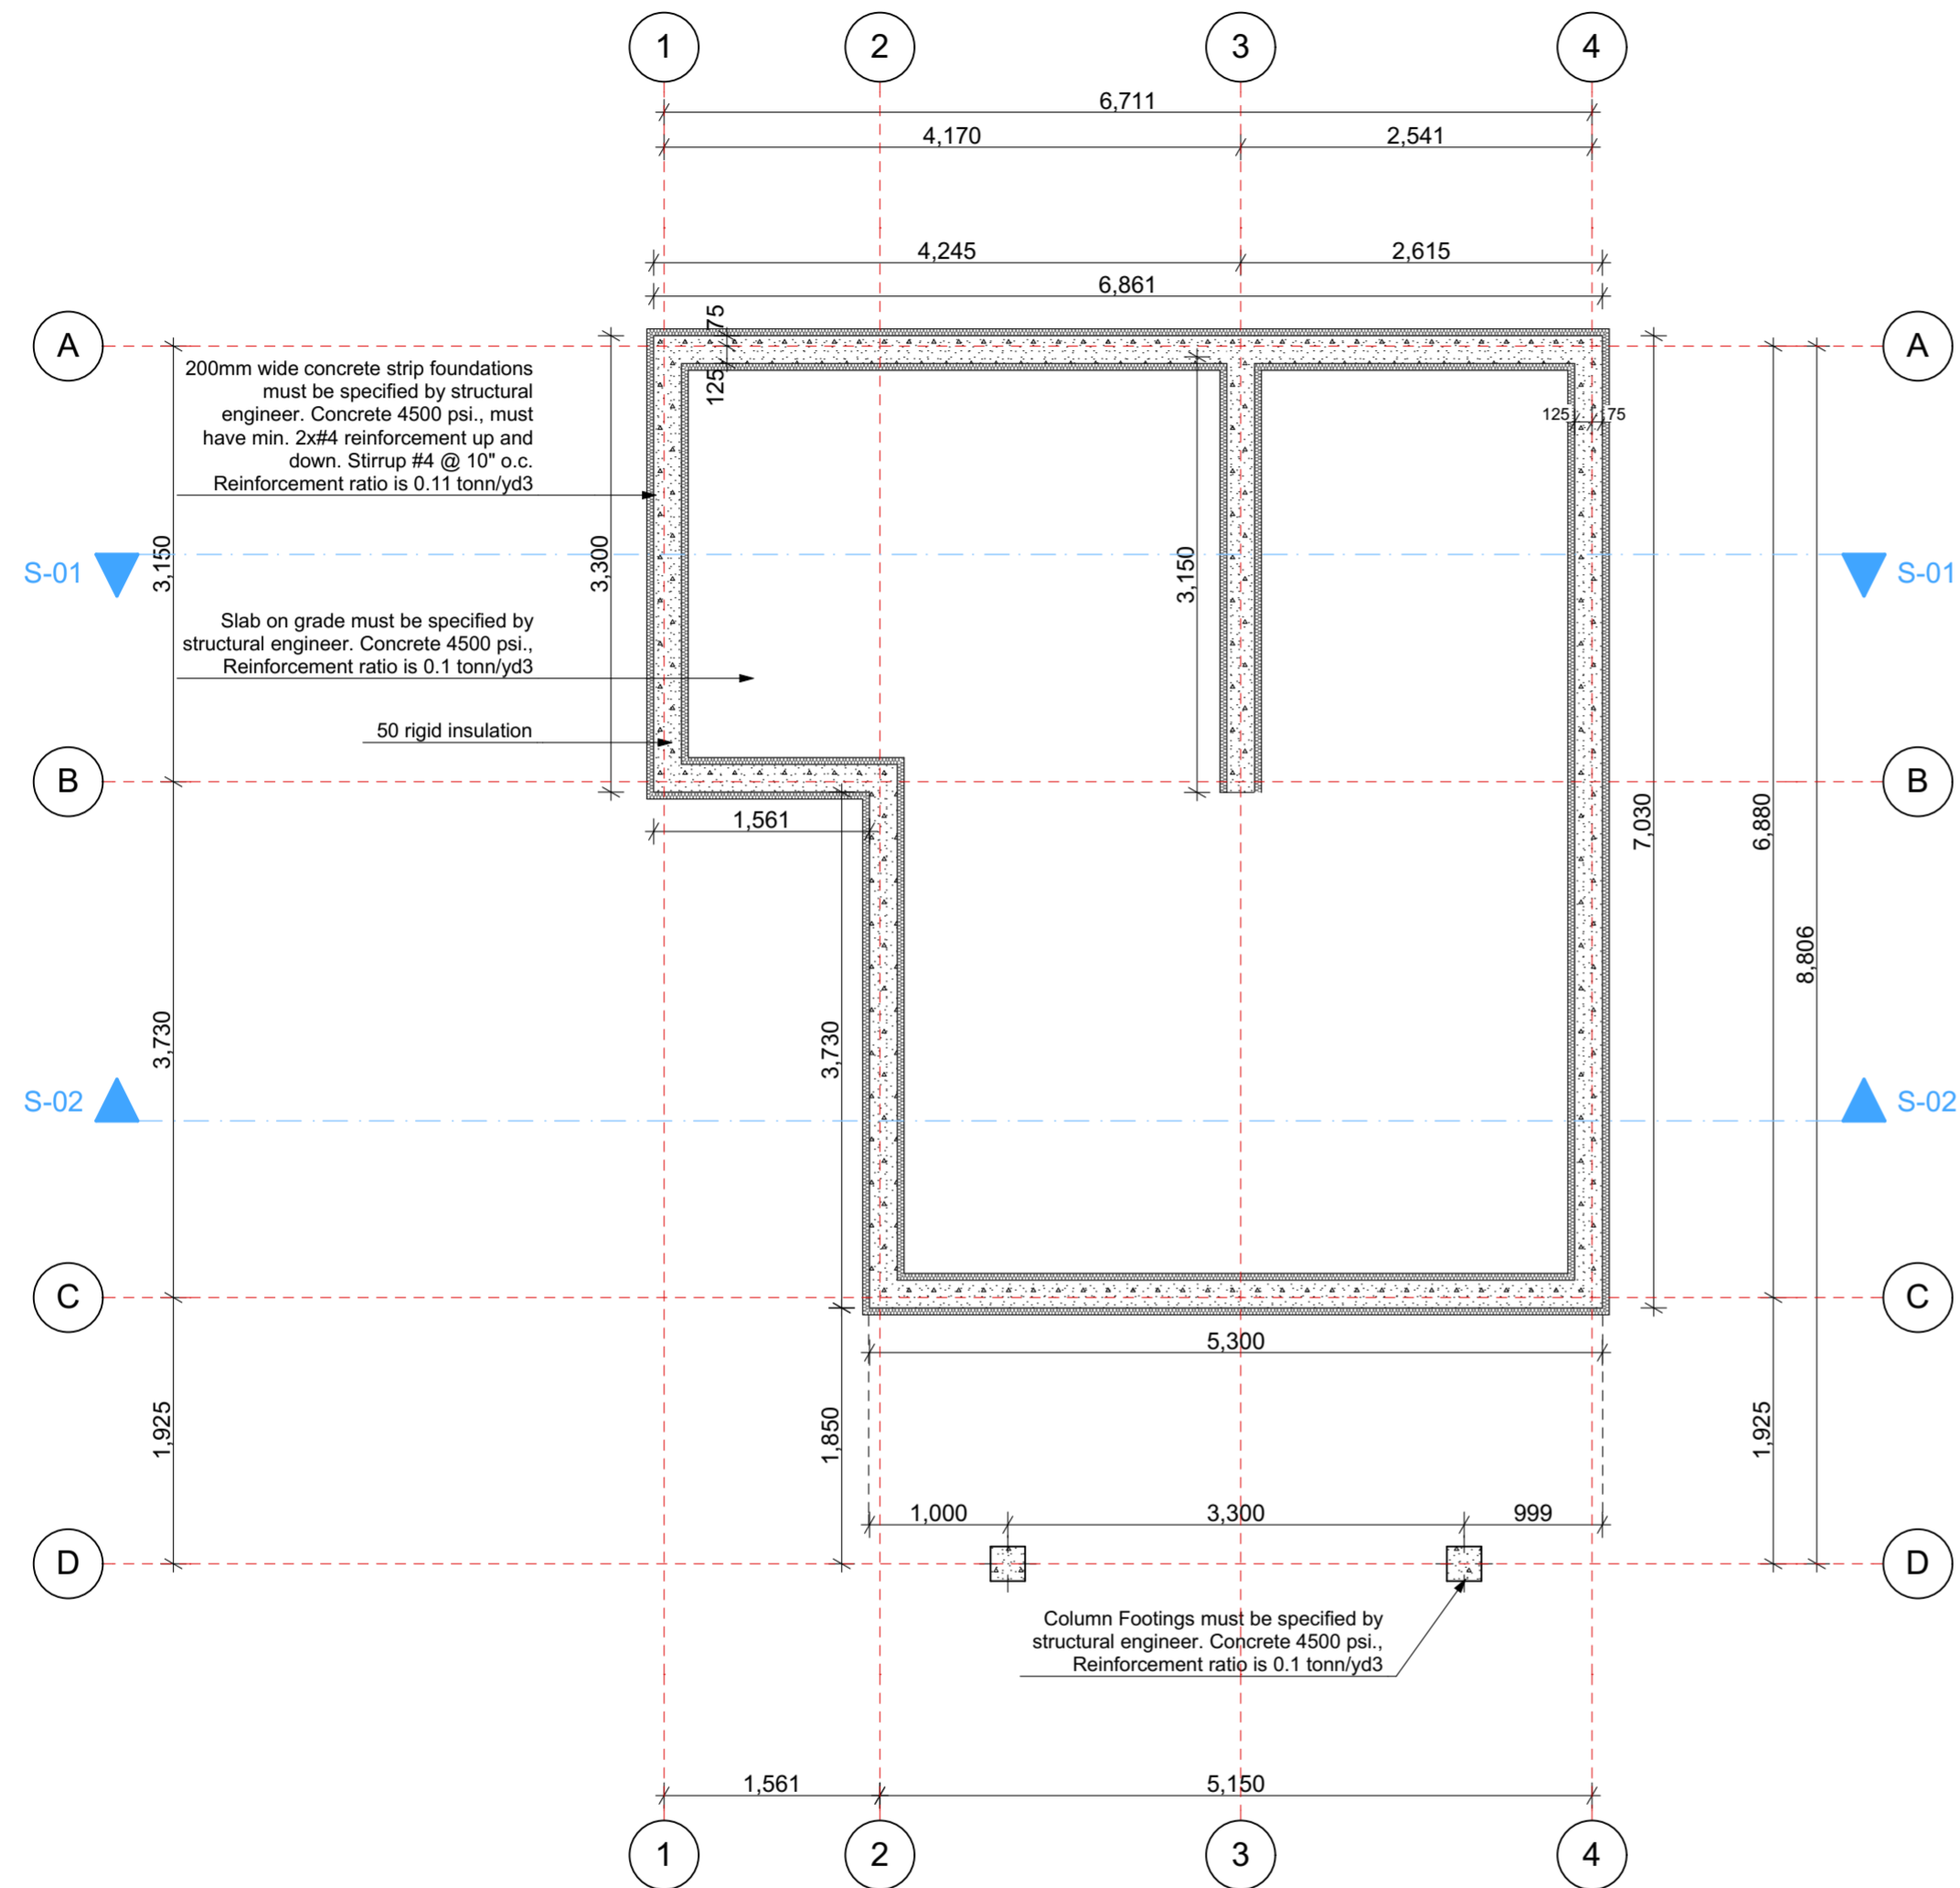 1
2
3
4
6,711
4,170
2,541
4,245
2,615
6,861
75
A
A
200mm wide concrete strip foundations
must be specified by structural
engineer. Concrete 4500 psi., must
have min. 2x#4 reinforcement up and
down. Stirrup #4 @ 10" o.c.
Reinforcement ratio is 0.11 tonn/yd3
125
125
75
3,150
3,300
3,150
S-01
S-01
Slab on grade must be specified by
structural engineer. Concrete 4500 psi.,
Reinforcement ratio is 0.1 tonn/yd3
50 rigid insulation
B
B
1,561
7,030
6,880
8,806
3,730
3,730
S-02
S-02
C
C
5,300
1,925
1,850
1,925
1,000
3,300
999
D
D
Column Footings must be specified by
structural engineer. Concrete 4500 psi.,
Reinforcement ratio is 0.1 tonn/yd3
1,561
5,150
1
2
3
4